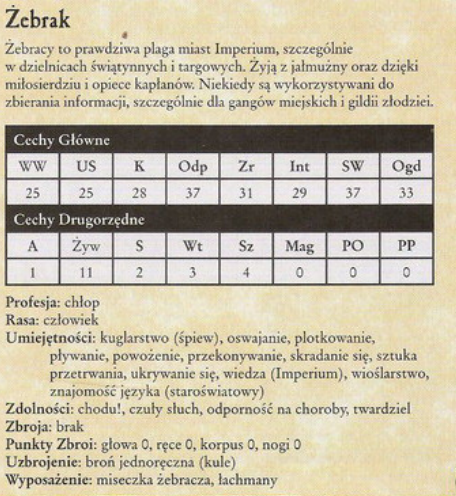 Żebrak
Żebracy to prawdziwa plaga miast Imperium, szczególnie
w dzielnicach świątynnych i targowych. Żyją z jałmużny oraz dzięki
miłosierdziu i opiece kapłanów. Niekiedy są wykorzystywani do
zbierania informacji, szczególnie dla gangów miejskich i gildii złodziei.
Cechy Główne
WW US K Odp Zr Int SW Ogd
25 25 28 37 31 29 37 33
Cechy Drugorzędne
A Żyw S Wt Sz Mag PO PP
1 11 2 3 4 0 0 0
Profesja: chłop
Rasa: człowiek
Umiejętności: kuglarstwo (śpiew), oswajanie, plotkowanie,
pływanie, powożenie, przekonywanie, skradanie się, sztuka
przetrwania, ukrywanie się, wiedza (Imperium), wioślarstwo,
znajomość języka (staroświatowy)
Zdolności: chodu!, czuły słuch, odporność na choroby, twardziel
Zbroja: brak
Punkty Zbroi: głowa 0, ręce 0, korpus 0, nogi 0
Uzbrojenie: broń jednoręczna (kule)
Wyposażenie: miseczka żebracza, łachmany